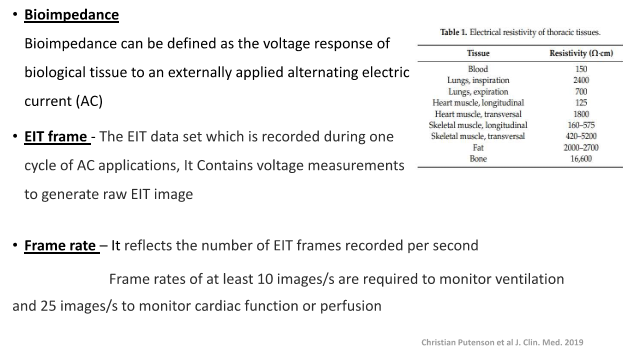 • Bioimpedance
Bioimpedance can be defined as the voltage response of
biological tissue to an externally applied alternating electric
current (AC)
• EIT frame - The EIT data set which is recorded during one
cycle of AC applications, It Contains voltage measurements
to generate raw EIT image
• Frame rate – It reflects the number of EIT frames recorded per second
Frame rates of at least 10 images/s are required to monitor ventilation
and 25 images/s to monitor cardiac function or perfusion
Table 1. Electrical resistivity of thoracic tissues.
Tissue Resistivity (Ω·cm)
Blood 150
Lungs, inspiration 2400
Lungs, expiration 700
Heart muscle, longitudinal 125
Heart muscle, transversal 1800
Skeletal muscle, longitudinal 160–575
Skeletal muscle, transversal 420–5200
Fat 2000–2700
Bone 16,600
Christian Putenson et al J. Clin. Med. 2019